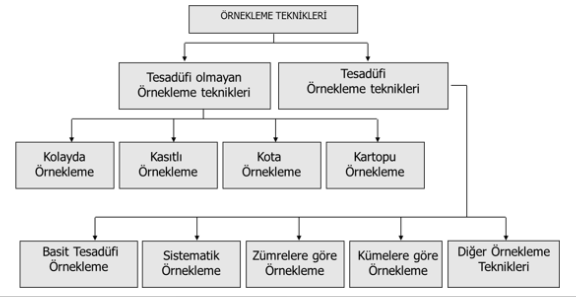 ÖRNEKLEME TEKNİKLERİ
Tesadüfi olmayan
Örnekleme teknikleri
Tesadüfi
Örnekleme teknikleri
Kolayda
Örnekleme
Kasıtlı
Örnekleme
Kota
Örnekleme
Kartopu
Örnekleme
Basit Tesadüfi
Örnekleme
Sistematik
Örnekleme
Zümrelere göre
Örnekleme
Kümelere göre
Örnekleme
Diğer Örnekleme
Teknikleri